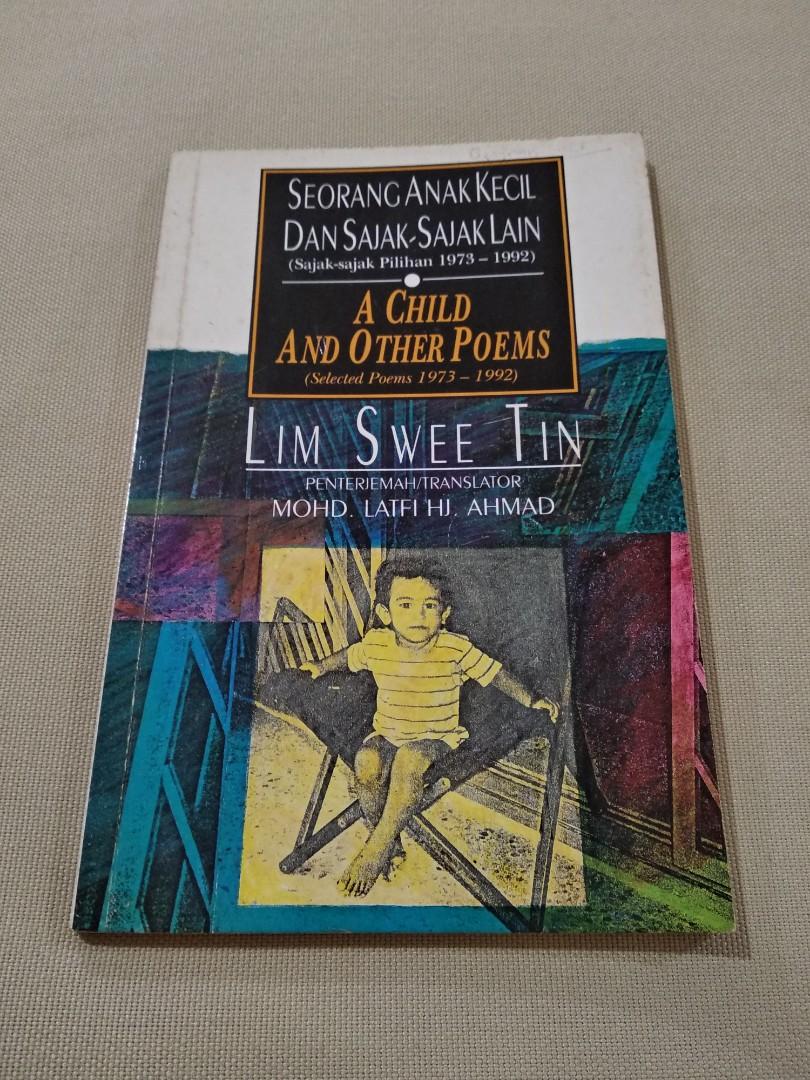 SEORANG ANAK KECIL
DAN SAJAK-SAJAK LAIN
(Sajak-sajak Pilihan 1973 – 1992)
A CHILD
AND OTHER POEMS
(Selected Poems 1973 – 1992)
LIM SWEE TIN
PENTERJEMAH/TRANSLATOR
MOHD. LATFI HJ. AHMAD